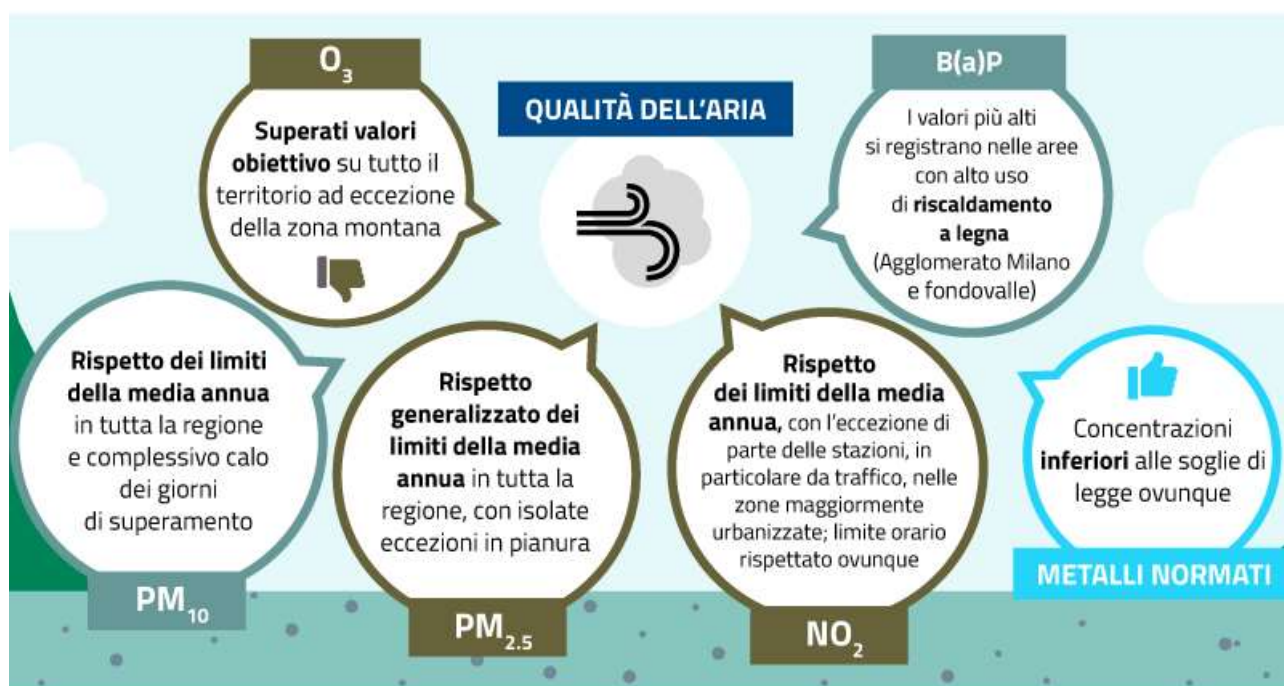 QUALITÀ DELL'ARIA
O₃
Superati valori
obiettivo su tutto il
territorio ad eccezione
della zona montana
B(a)P
I valori più alti
si registrano nelle aree
con alto uso
di riscaldamento
a legna
(Agglomerato Milano
e fondovalle)
Rispetto dei limiti
della media annua
in tutta la regione
e complessivo calo
dei giorni
di superamento
PM₁₀
Rispetto
generalizzato dei
limiti della media
annua in tutta la
regione, con isolate
eccezioni in pianura
PM₂.₅
Rispetto
dei limiti della media
annua, con l'eccezione di
parte delle stazioni, in
particolare da traffico, nelle
zone maggiormente
urbanizzate; limite orario
rispettato ovunque
NO₂
Concentrazioni
inferiori alle soglie di
legge ovunque
METALLI NORMATI